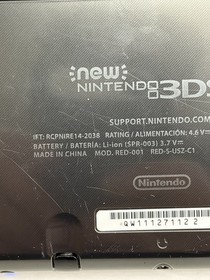 new
NINTENDO 3DS
SUPPORT.NINTENDO.COM
IFT: RCPNIRE14-2038 RATING / ALIMENTACIÓN: 4.6 V⎓
BATTERY / BATERÍA: Li-ion (SPR-003) 3.7 V⎓
MADE IN CHINA MOD. RED-001 RED-S-USZ-C1
Nintendo
QW111271122